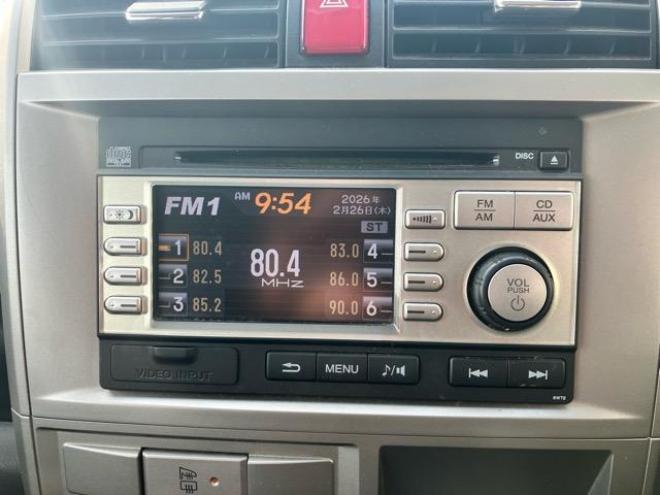 DISC
FM1 AM 9:54 2026年
2月26日(木)
ST
1 80.4
2 82.5
3 85.2
80.4
MHz
83.0 4
86.0 5
90.0 6
FM
AM
CD
AUX
VOL
PUSH
VIDEO INPUT
MENU